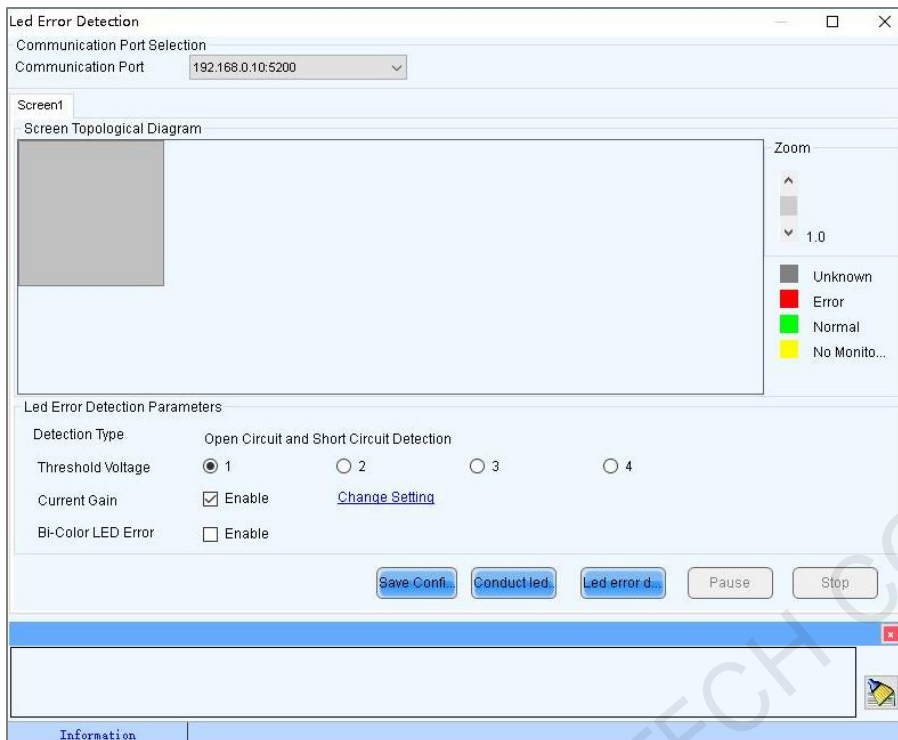 Led Error Detection
Communication Port Selection
Communication Port 192.168.0.10:5200
Screen1
Screen Topological Diagram
Zoom
1.0
Unknown
Error
Normal
No Monito...
Led Error Detection Parameters
Detection Type Open Circuit and Short Circuit Detection
Threshold Voltage 1 2 3 4
Current Gain Enable Change Setting
Bi-Color LED Error Enable
Save Confi... Conduct led.. Led error d... Pause Stop
TECH CO
Information